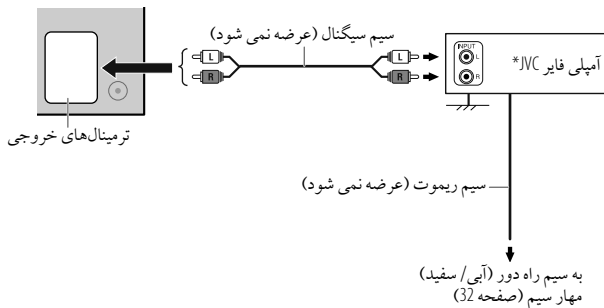 سیم سیگنال (عرضه نمی شود)
L
R
L
R
INPUT
L
R
آمپلی فایر JVC*
ترمینال‌های خروجی
سیم ریموت (عرضه نمی شود)
به سیم راه دور (آبی/ سفید)
مهار سیم (صفحه 32)